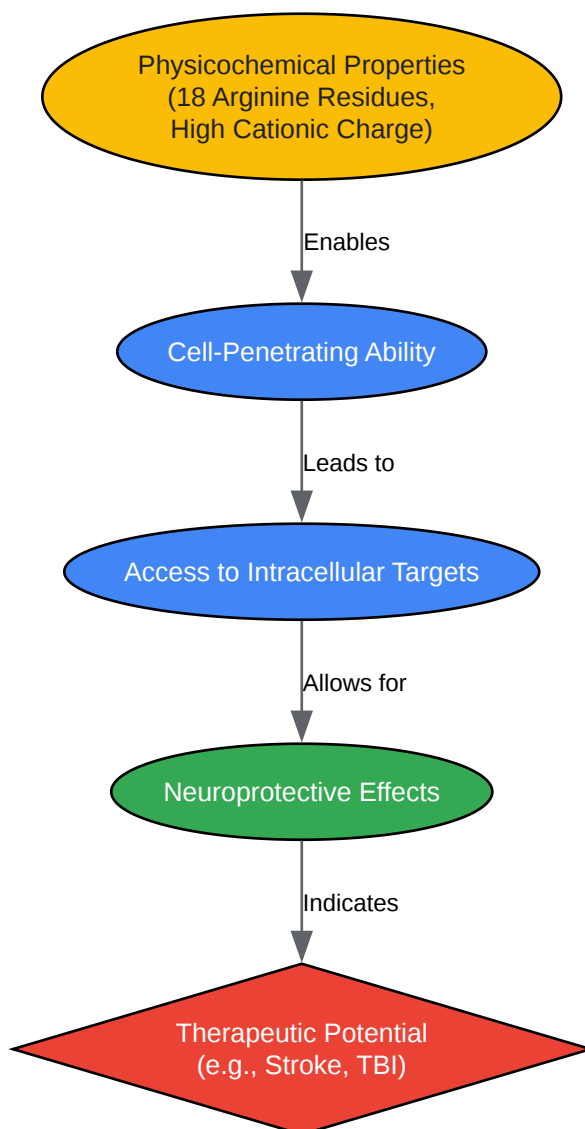 Physicochemical Properties
(18 Arginine Residues,
High Cationic Charge)
Enables
Cell-Penetrating Ability
Leads to
Access to Intracellular Targets
Allows for
Neuroprotective Effects
Indicates
Therapeutic Potential
(e.g., Stroke, TBI)